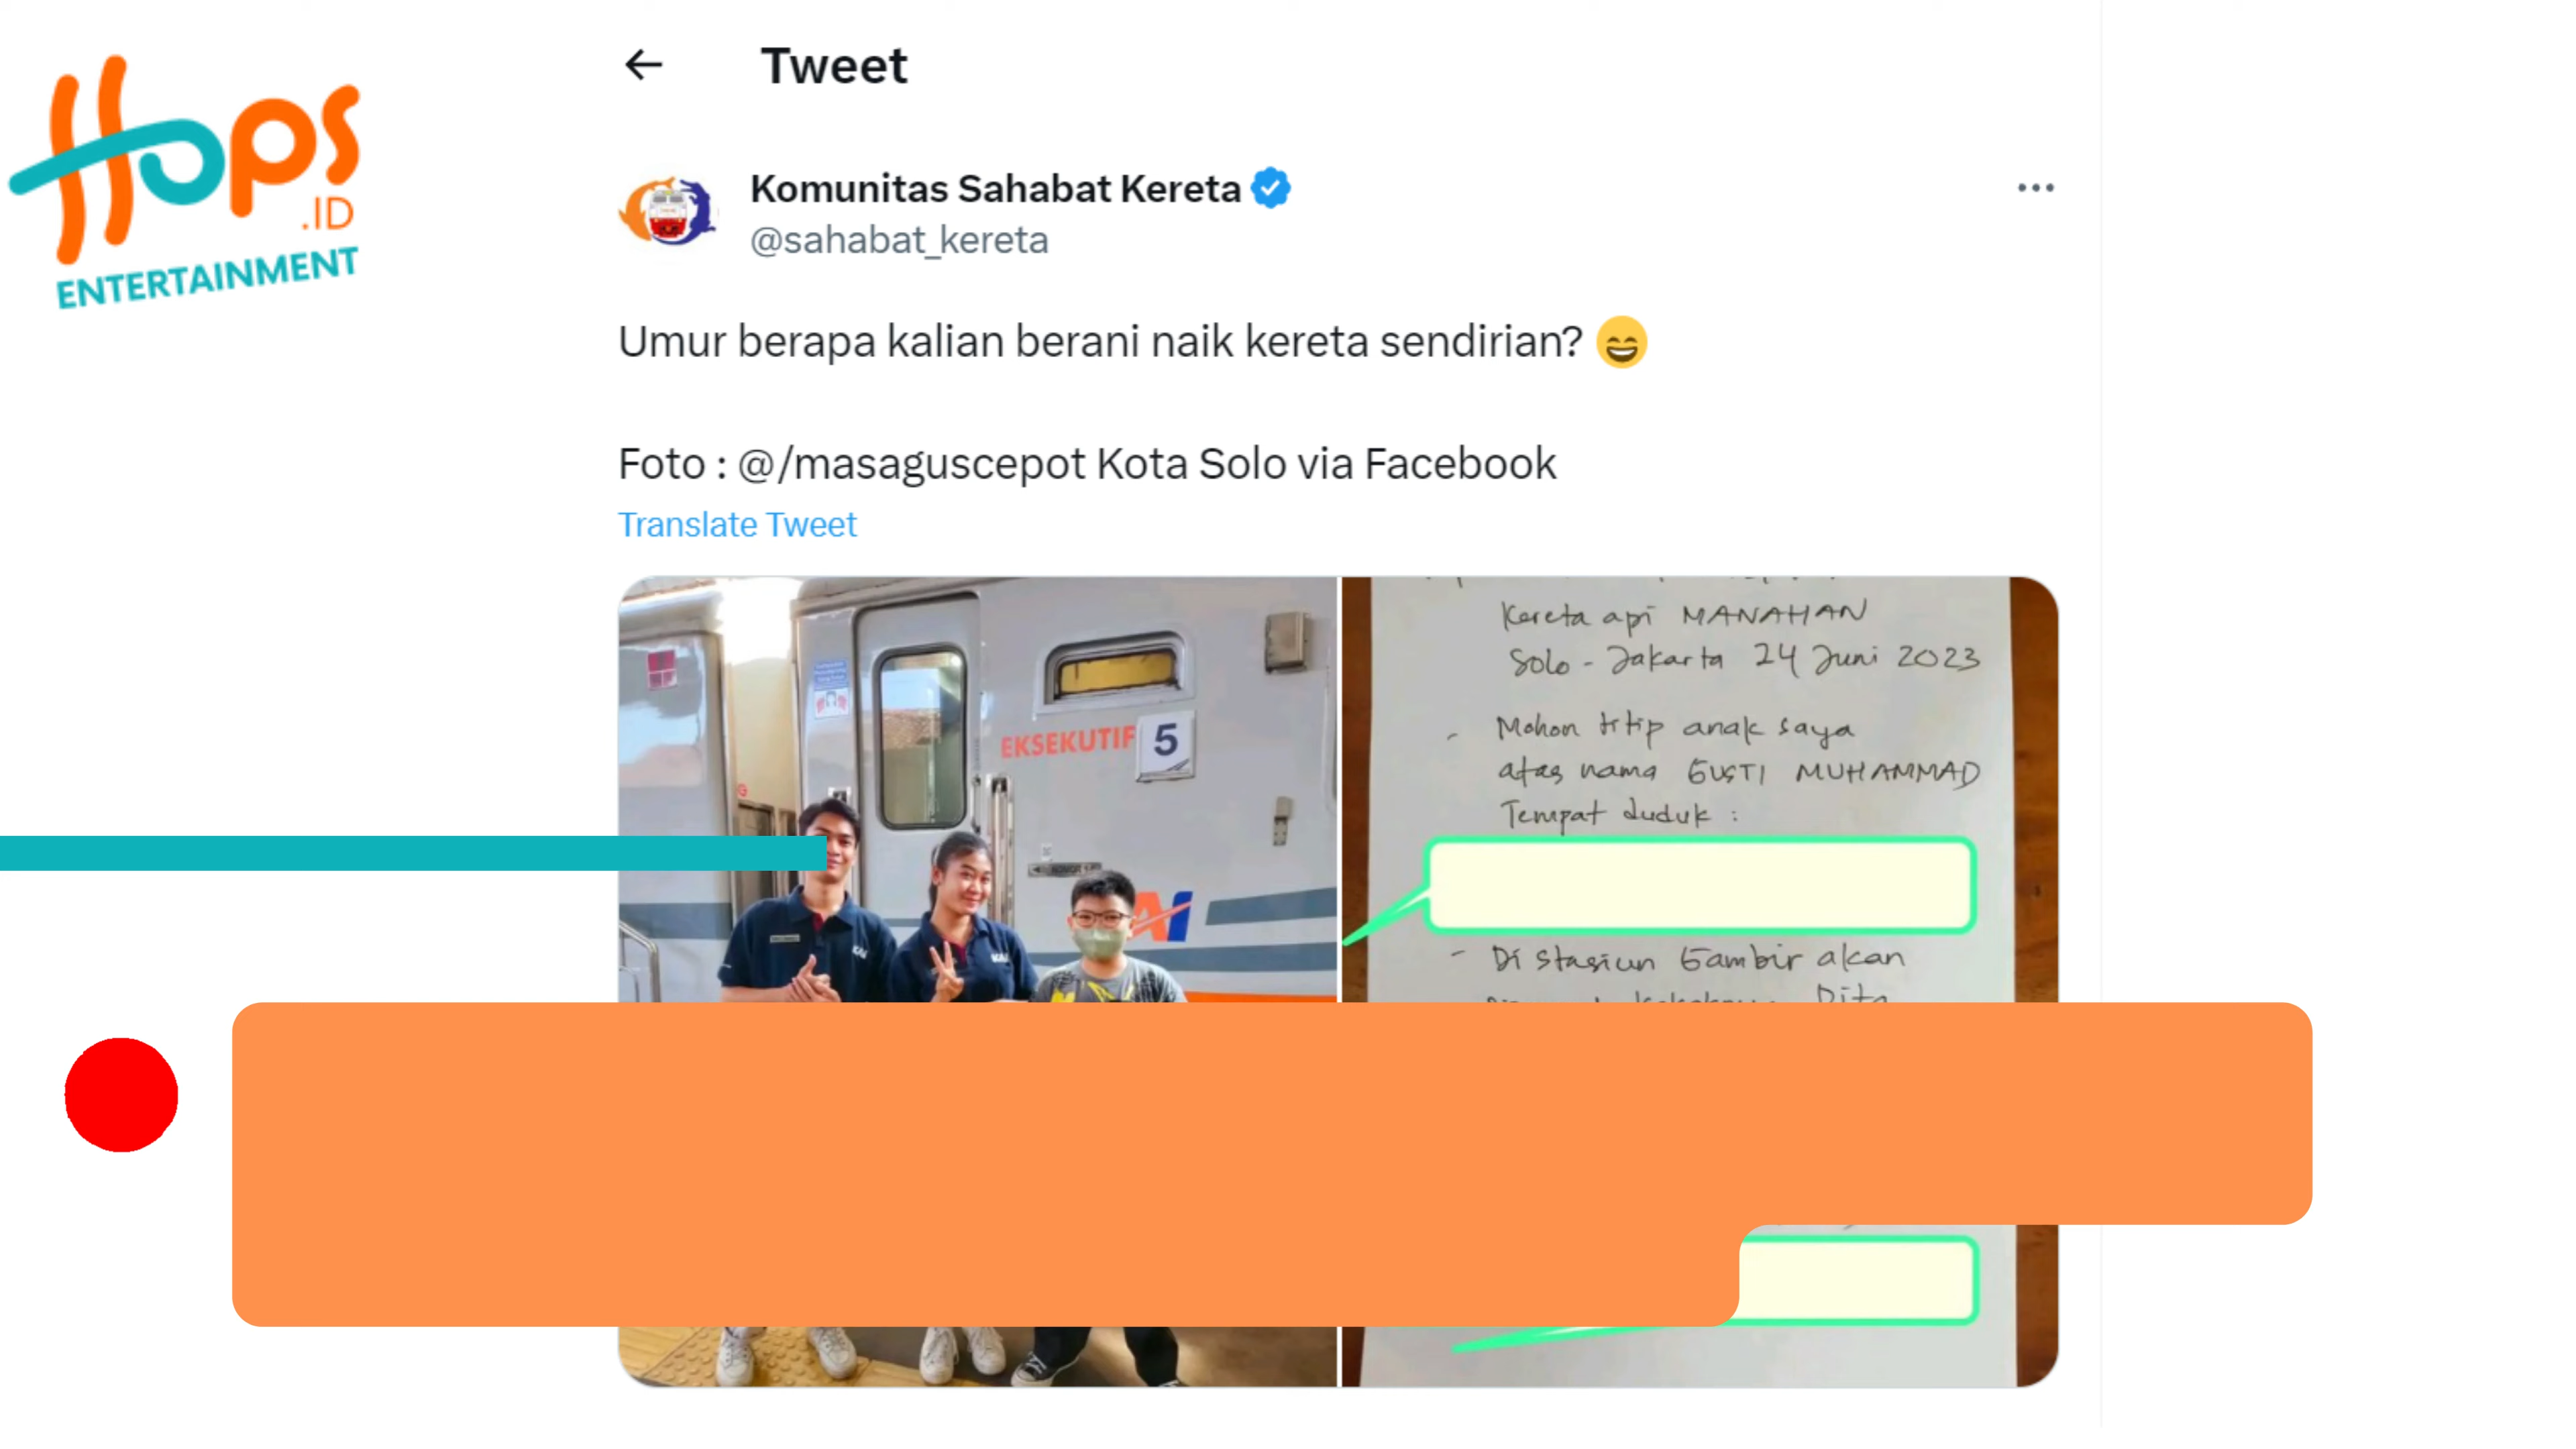 Hops
.ID
ENTERTAINMENT
Tweet
Komunitas Sahabat Kereta
@sahabat_kereta
Umur berapa kalian berani naik kereta sendirian?
Foto : @/masaguscepot Kota Solo via Facebook
Translate Tweet
EKSEKUTIF 5
KAI
Kereta api MANAHAN
Solo - Jakarta 24 Juni 2023
- Mohon titip anak saya
atas nama GUSTI MUHAMMAD
Tempat duduk :
- Di Stasiun Gambir akan
Dita